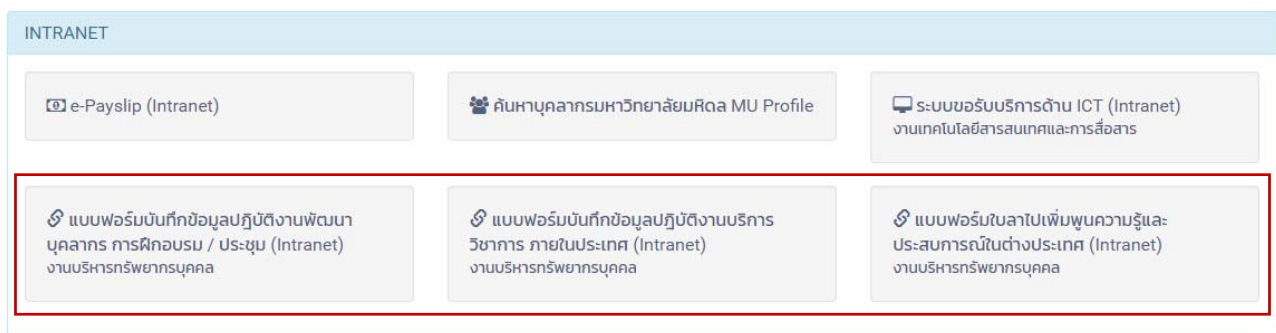 INTRANET
e-Payslip (Intranet)
ค้นหาบุคลากรมหาวิทยาลัยมหิดล MU Profile
ระบบขอรับบริการด้าน ICT (Intranet)
งานเทคโนโลยีสารสนเทศและการสื่อสาร
แบบฟอร์มบันทึกข้อมูลปฏิบัติงานพัฒนา
บุคลากร การฝึกอบรม / ประชุม (Intranet)
งานบริหารทรัพยากรบุคคล
แบบฟอร์มบันทึกข้อมูลปฏิบัติงานบริการ
วิชาการ ภายในประเทศ (Intranet)
งานบริหารทรัพยากรบุคคล
แบบฟอร์มใบลาไปเพิ่มพูนความรู้และ
ประสบการณ์ในต่างประเทศ (Intranet)
งานบริหารทรัพยากรบุคคล